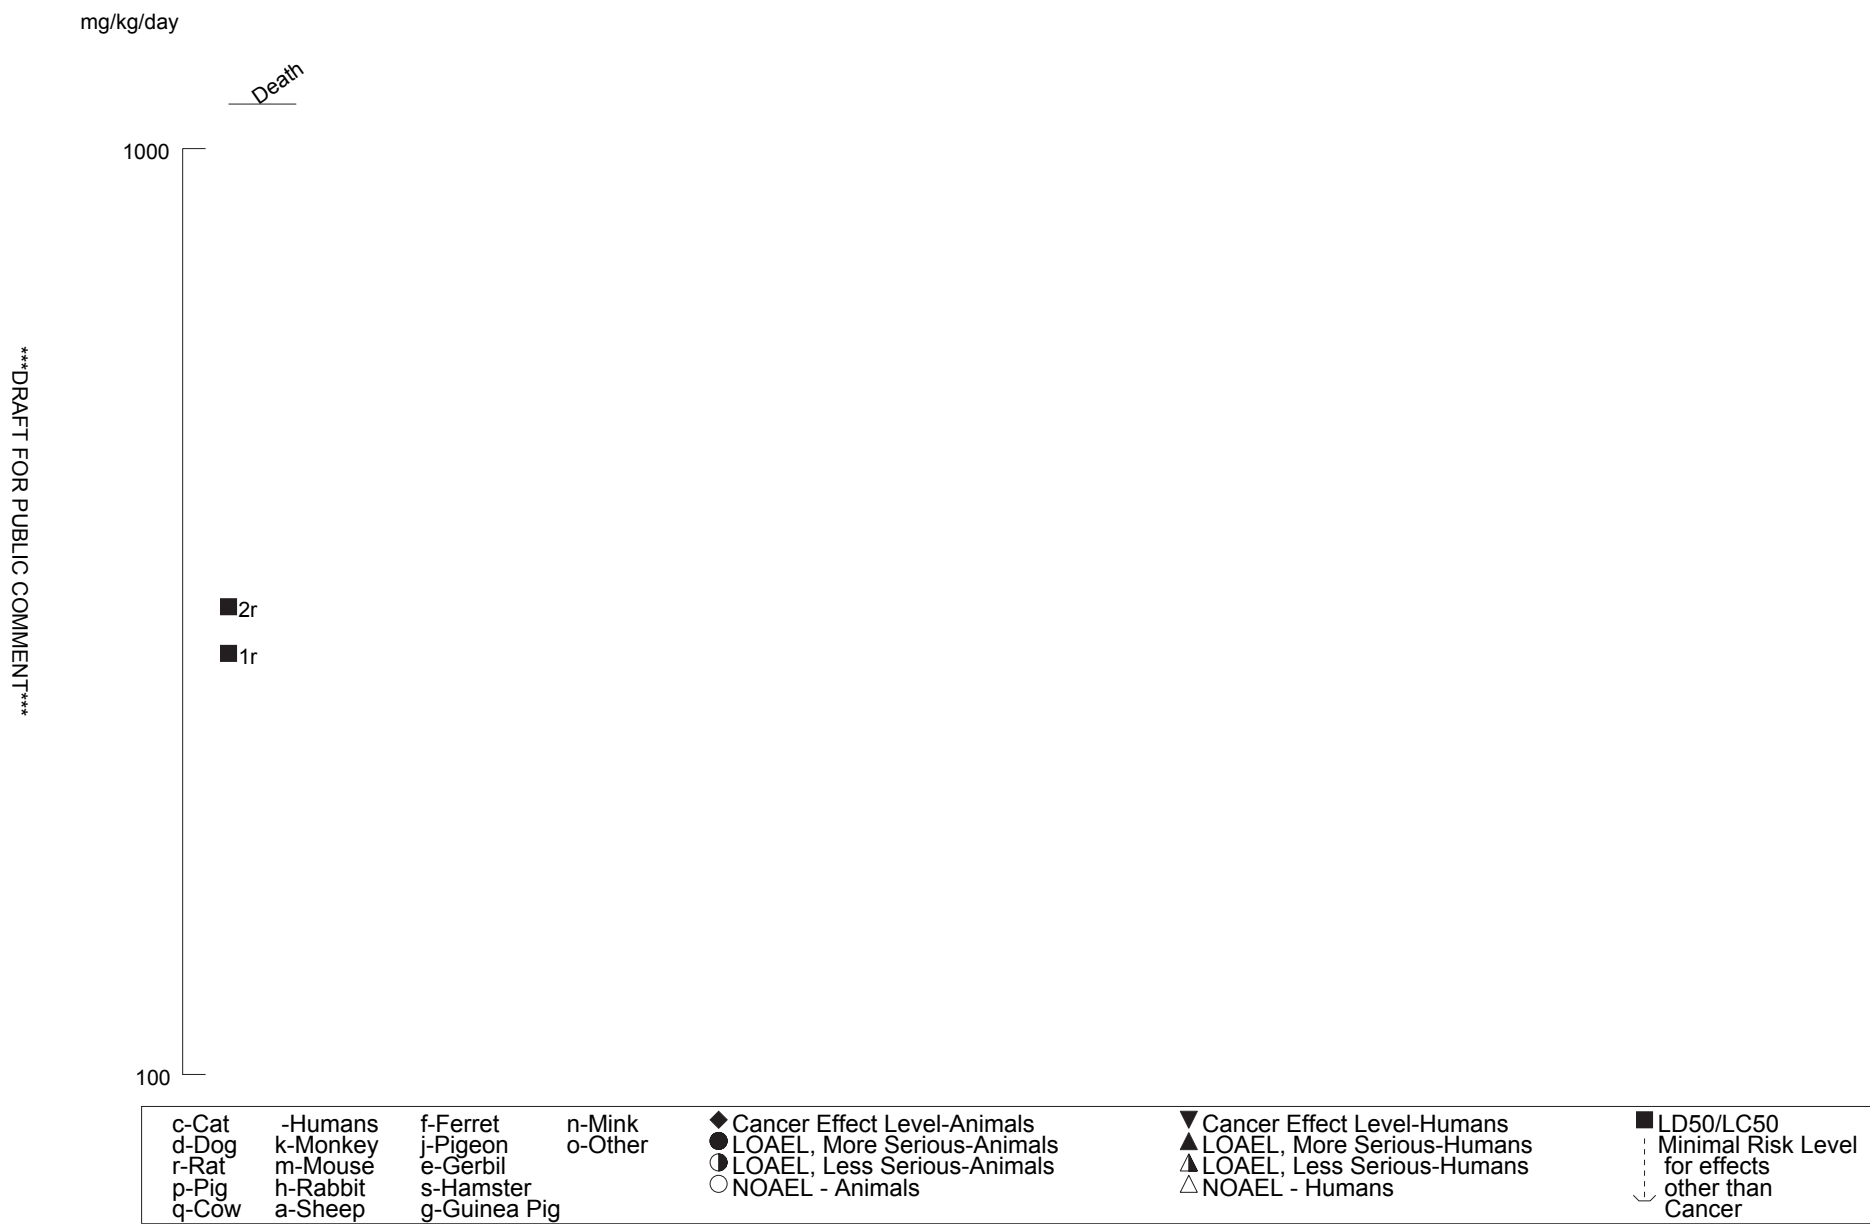 mg/kg/day
Death
1000
***DRAFT FOR PUBLIC COMMENT***
2r
1r
100
c-Cat -Humans f-Ferret n-Mink
d-Dog k-Monkey j-Pigeon o-Other
r-Rat m-Mouse e-Gerbil
p-Pig h-Rabbit s-Hamster
q-Cow a-Sheep g-Guinea Pig
Cancer Effect Level-Animals
LOAEL, More Serious-Animals
LOAEL, Less Serious-Animals
NOAEL - Animals
Cancer Effect Level-Humans
LOAEL, More Serious-Humans
LOAEL, Less Serious-Humans
NOAEL - Humans
LD50/LC50
Minimal Risk Level
for effects
other than
Cancer